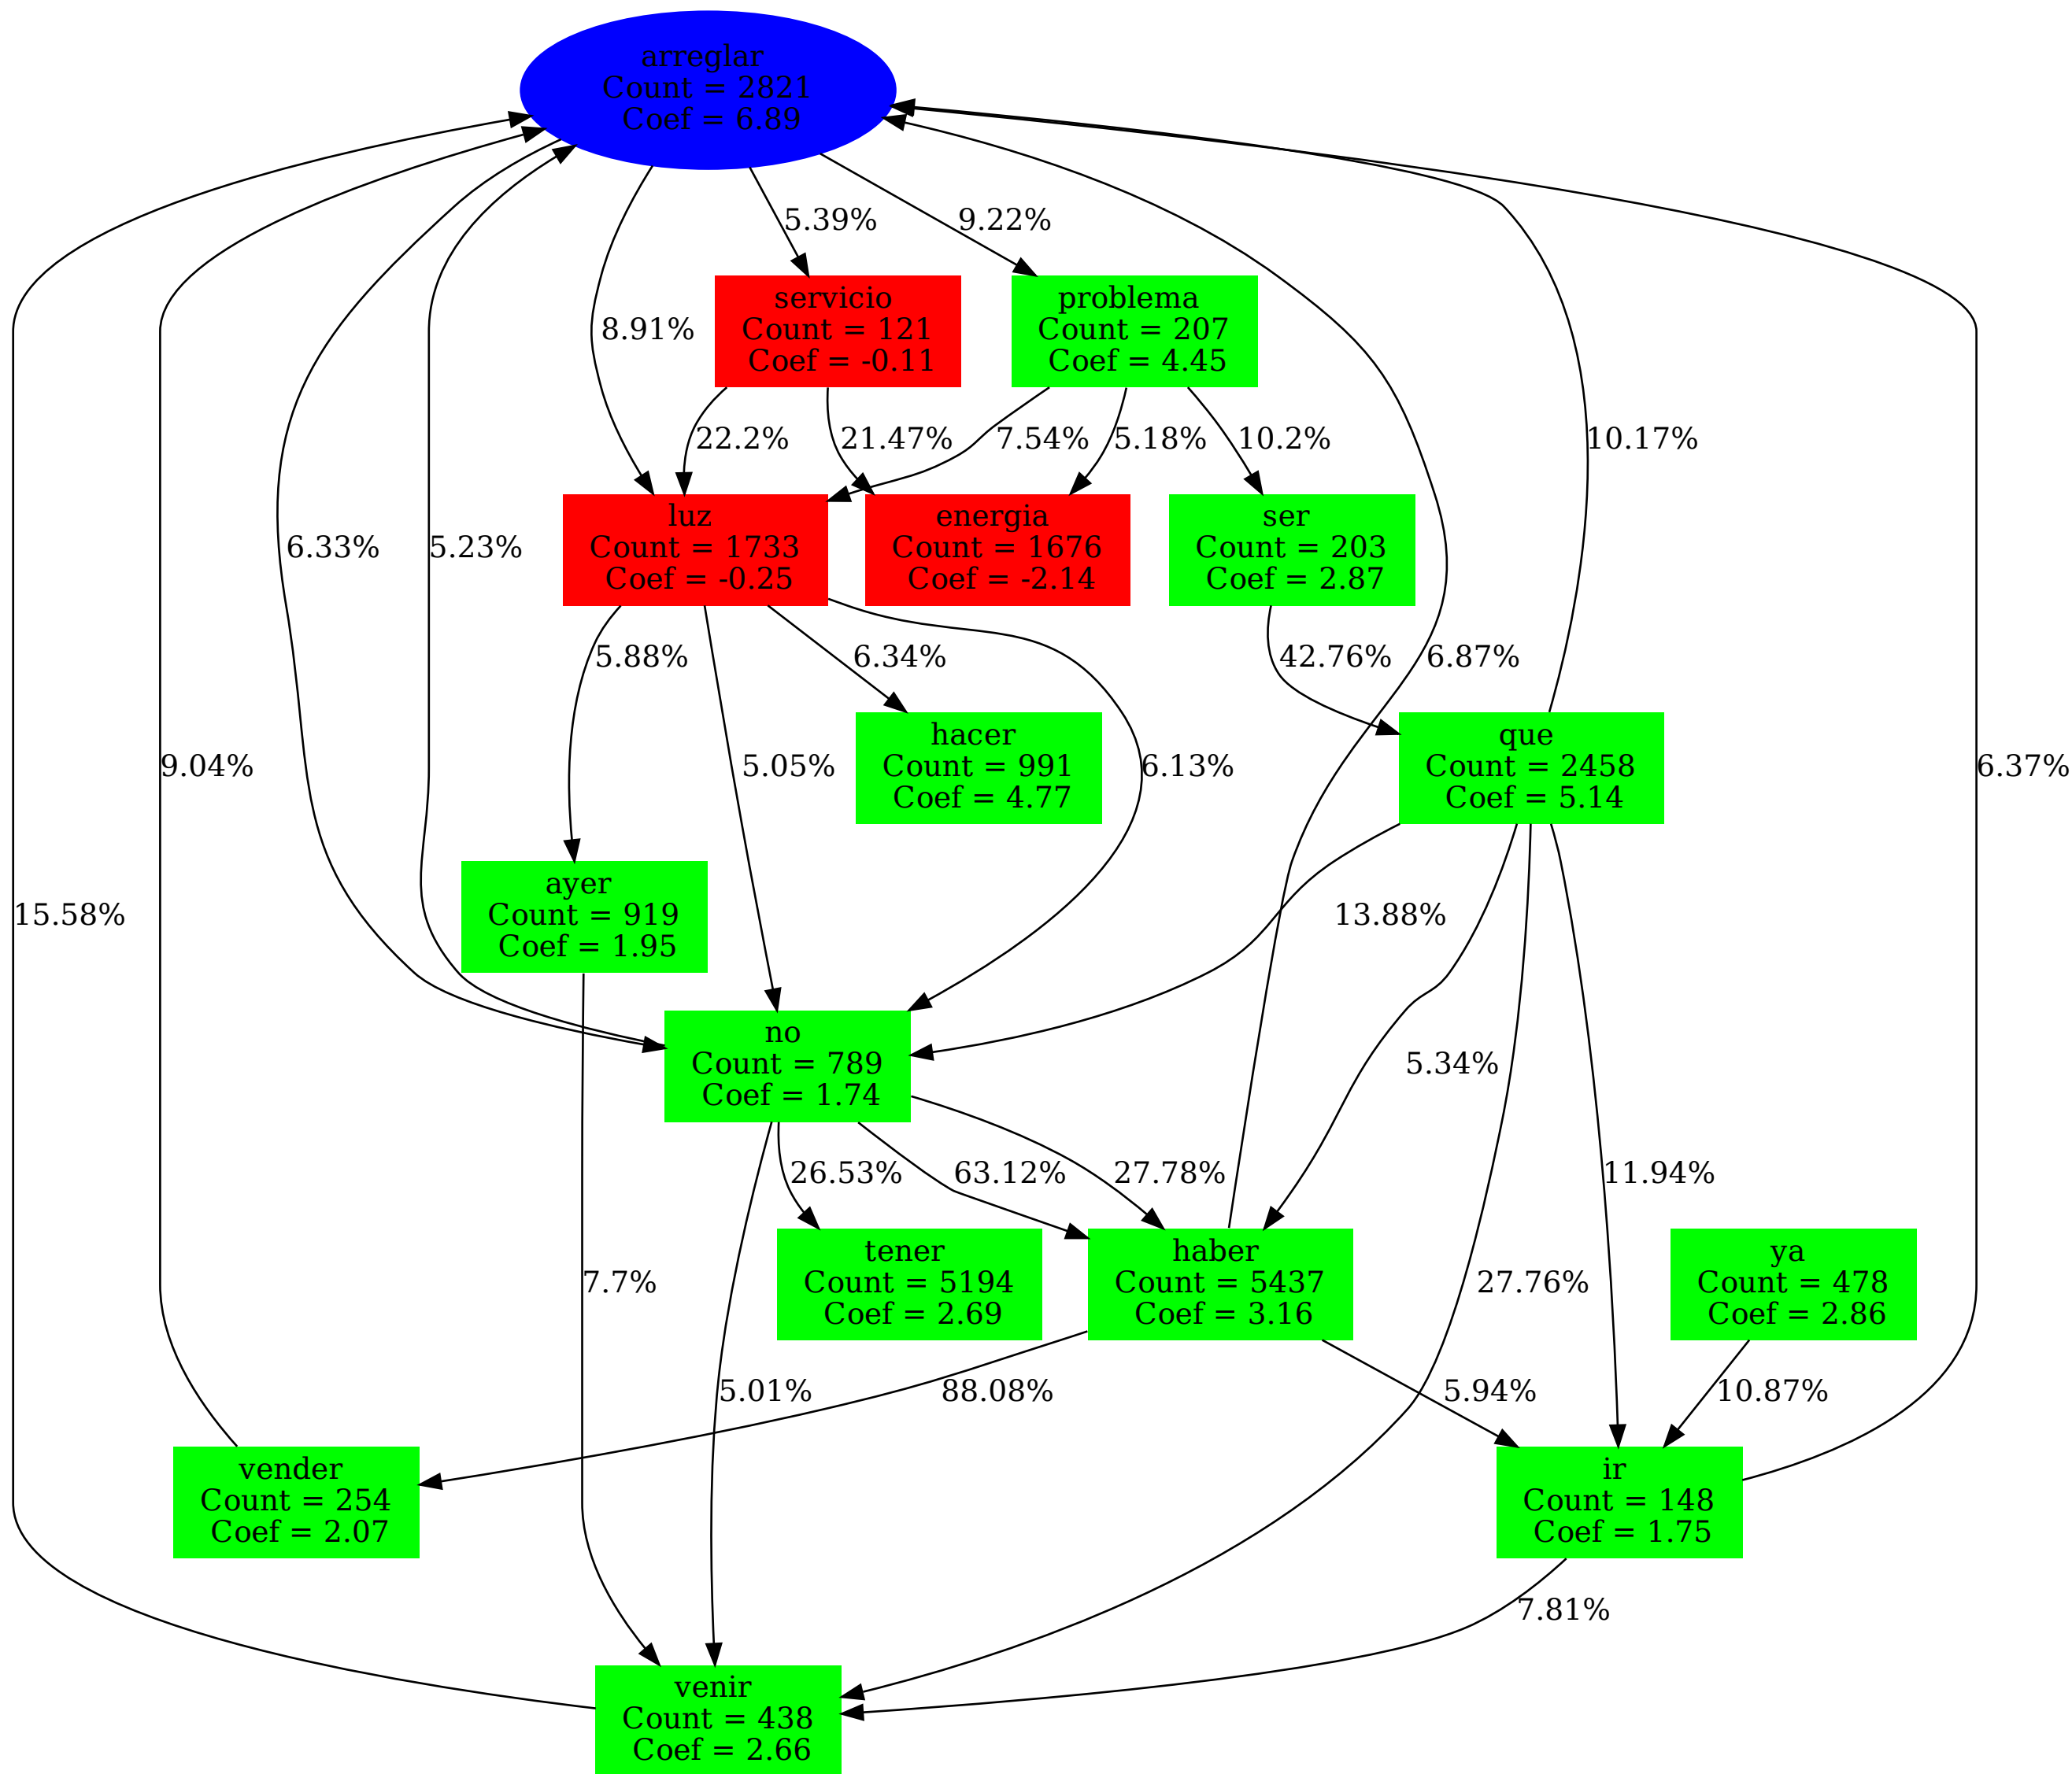 arreglar
Count = 2821
Coef = 6.89
5.39%
9.22%
servicio
Count = 121
Coef = -0.11
problema
Count = 207
Coef = 4.45
8.91%
22.2%
21.47%
7.54%
5.18%
10.2%
10.17%
luz
Count = 1733
Coef = -0.25
energia
Count = 1676
Coef = -2.14
ser
Count = 203
Coef = 2.87
6.33%
5.23%
5.88%
6.34%
42.76%
6.87%
hacer
Count = 991
Coef = 4.77
que
Count = 2458
Coef = 5.14
9.04%
5.05%
6.13%
6.37%
ayer
Count = 919
Coef = 1.95
15.58%
13.88%
no
Count = 789
Coef = 1.74
5.34%
26.53%
63.12%
27.78%
11.94%
tener
Count = 5194
Coef = 2.69
haber
Count = 5437
Coef = 3.16
ya
Count = 478
Coef = 2.86
7.7%
27.76%
5.01%
88.08%
5.94%
10.87%
vender
Count = 254
Coef = 2.07
ir
Count = 148
Coef = 1.75
7.81%
venir
Count = 438
Coef = 2.66